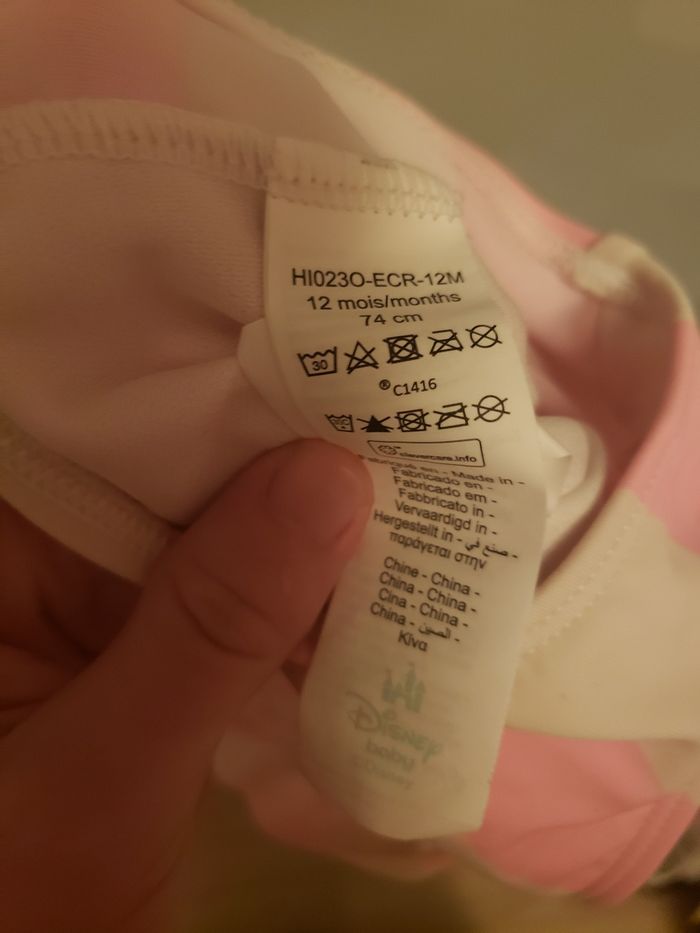 HI023O-ECR-12M
12 mois/months
74 cm
30
® C1416
clevercare.info
Fabriqué en - Made in -
Fabricado en -
Fabricado em -
Fabbricato in -
Vervaardigd in -
Hergestellt in - صنع في -
παράγεται στην
Chine - China -
China - China -
Cina - China -
China - الصين -
Κίνα
Disney
baby
©Disney